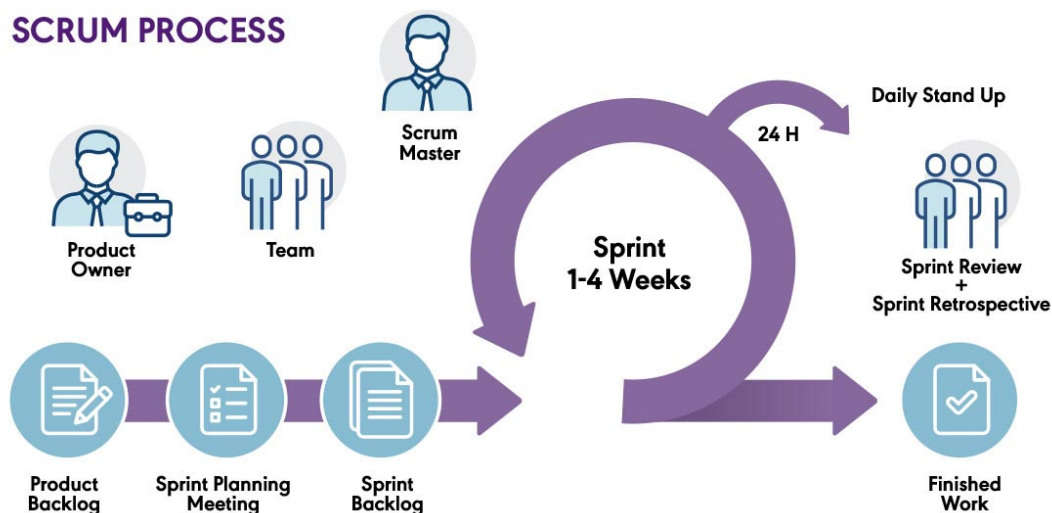 SCRUM PROCESS
Scrum
Master
Product
Owner
Team
Daily Stand Up
24 H
Sprint
1-4 Weeks
Sprint Review
+
Sprint Retrospective
Product
Backlog
Sprint Planning
Meeting
Sprint
Backlog
Finished
Work